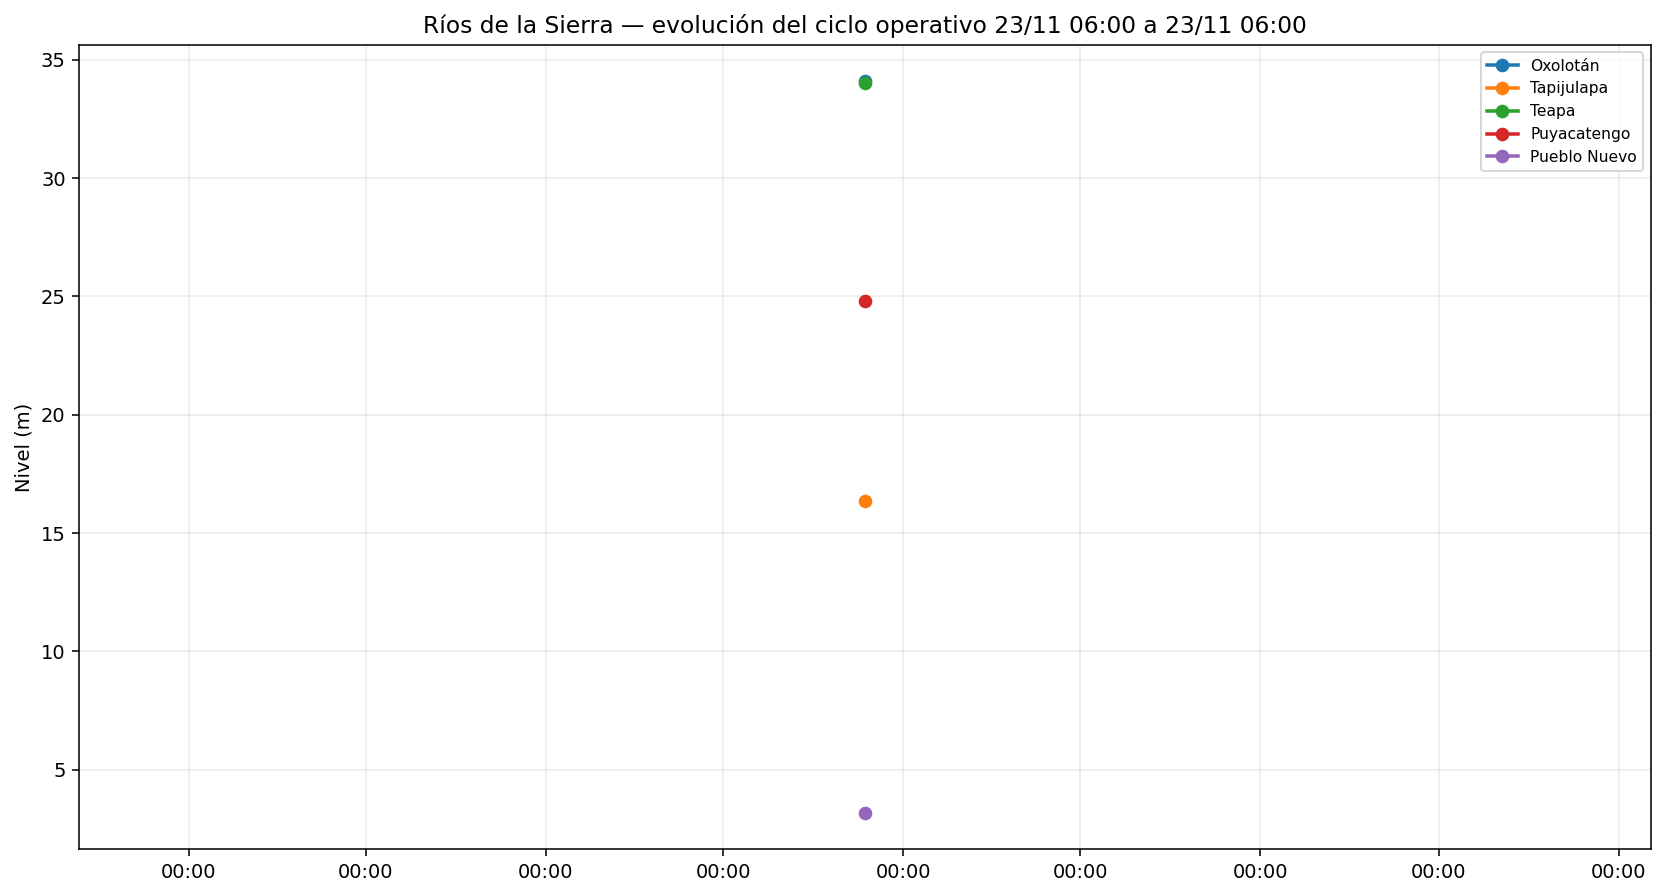 Ríos de la Sierra — evolución del ciclo operativo 23/11 06:00 a 23/11 06:00
Oxolotán
Tapijulapa
Teapa
Puyacatengo
Pueblo Nuevo
Nivel (m)
35
30
25
20
15
10
5
00:00 00:00 00:00 00:00 00:00 00:00 00:00 00:00 00:00